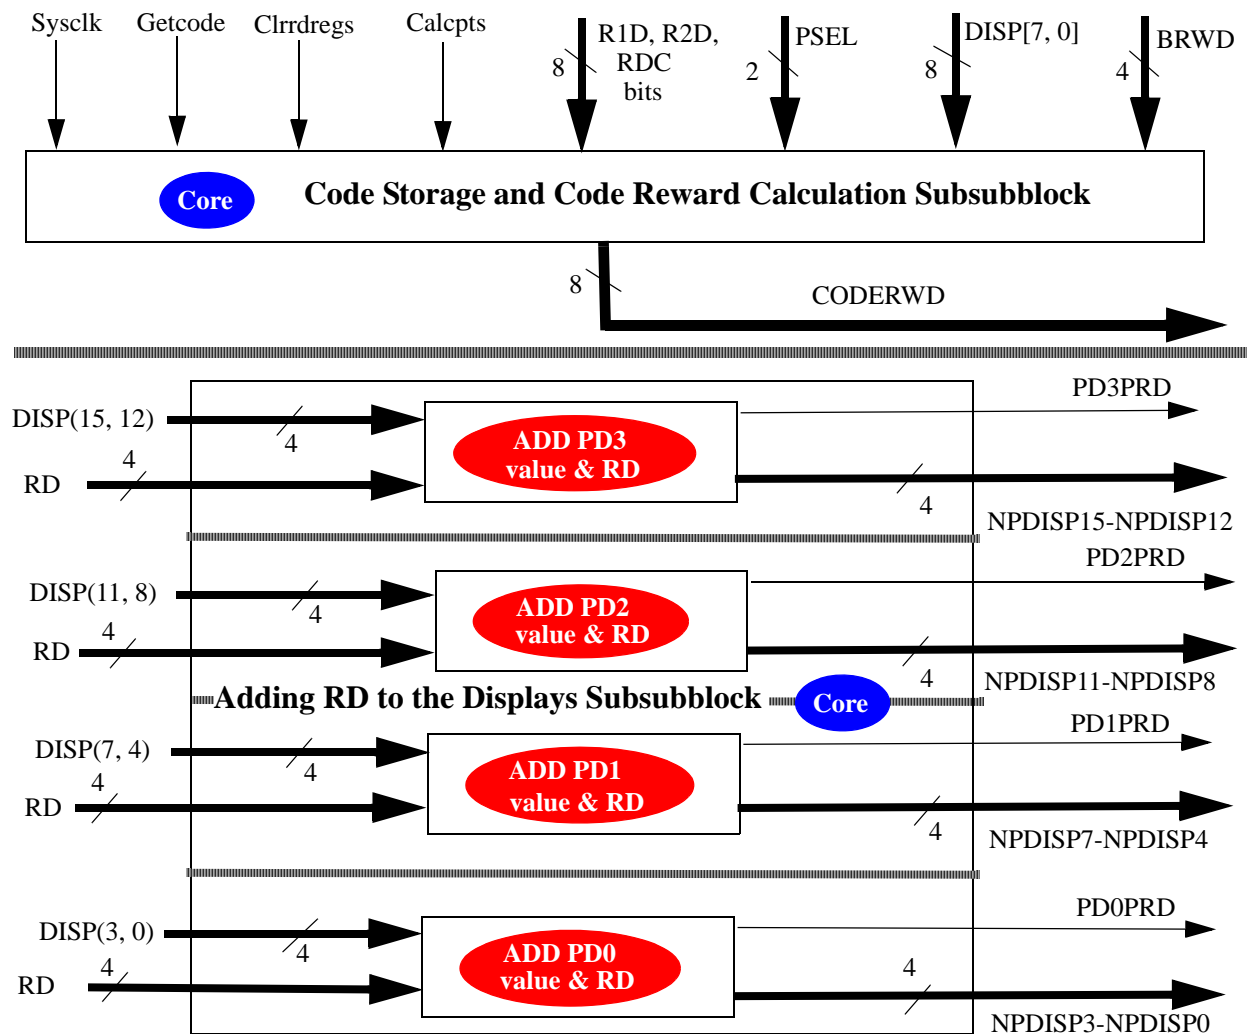 Sysclk
Getcode
Clrrdregs
Calcpts
R1D, R2D,
RDC
bits
8
PSEL
2
DISP[7, 0]
8
BRWD
4
Core
Code Storage and Code Reward Calculation Subsubblock
8
CODERWD
DISP(15, 12)
4
RD
4
ADD PD3
value & RD
PD3PRD
4
NPDISP15-NPDISP12
DISP(11, 8)
4
RD
4
ADD PD2
value & RD
PD2PRD
4
NPDISP11-NPDISP8
Adding RD to the Displays Subsubblock
Core
DISP(7, 4)
4
RD
4
ADD PD1
value & RD
PD1PRD
4
NPDISP7-NPDISP4
DISP(3, 0)
4
RD
4
ADD PD0
value & RD
PD0PRD
4
NPDISP3-NPDISP0